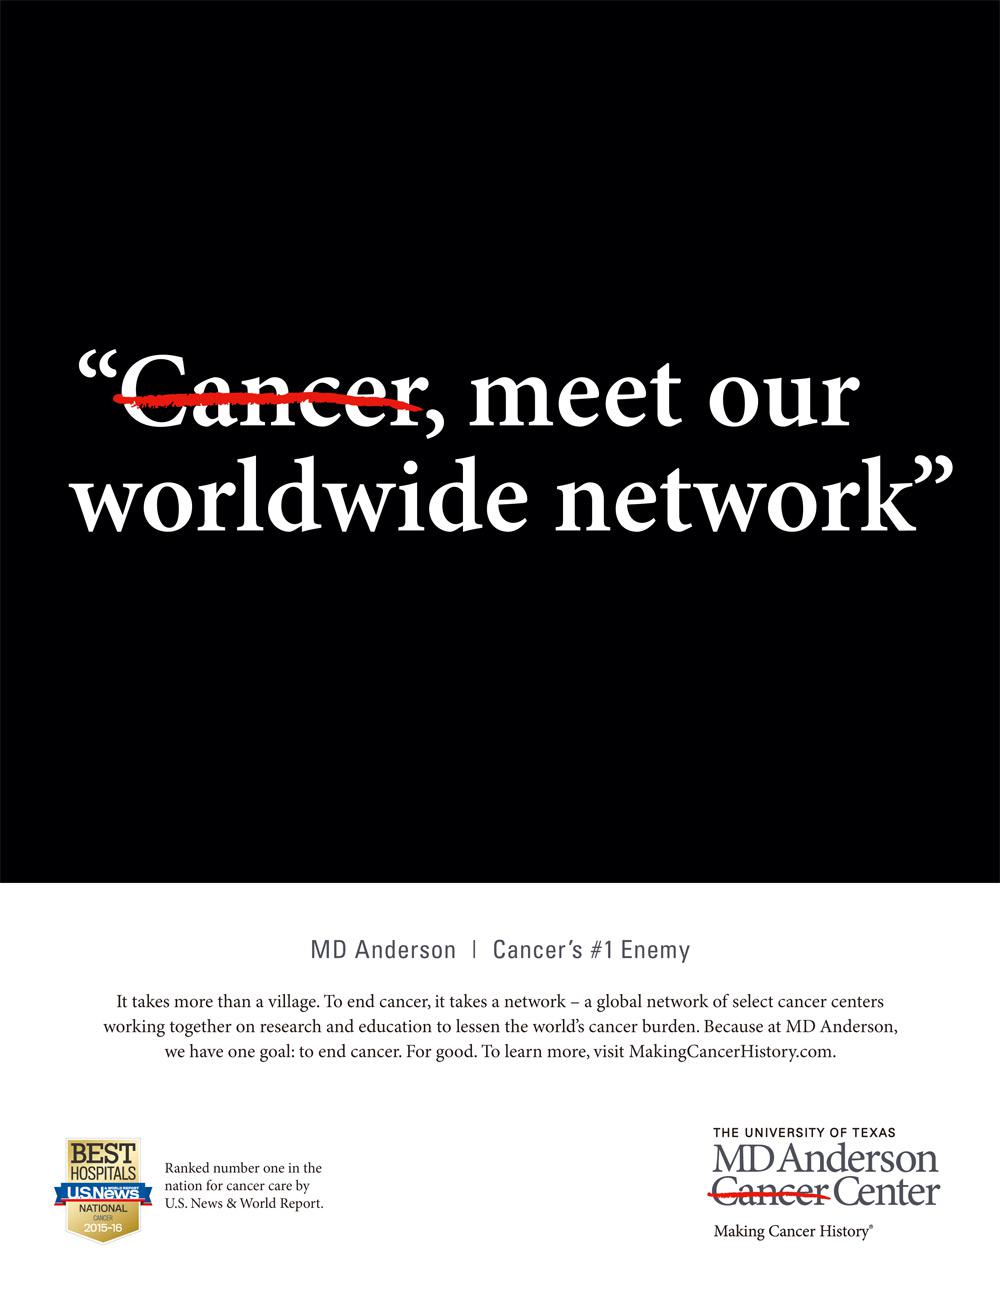 “Cancer, meet our
worldwide network”
MD Anderson | Cancer’s #1 Enemy
It takes more than a village. To end cancer, it takes a network – a global network of select cancer centers
working together on research and education to lessen the world’s cancer burden. Because at MD Anderson,
we have one goal: to end cancer. For good. To learn more, visit MakingCancerHistory.com.
BEST
HOSPITALS
U.S. News
& WORLD REPORT
NATIONAL
CANCER
2015-16
Ranked number one in the
nation for cancer care by
U.S. News & World Report.
THE UNIVERSITY OF TEXAS
MD Anderson
Cancer Center
Making Cancer History®